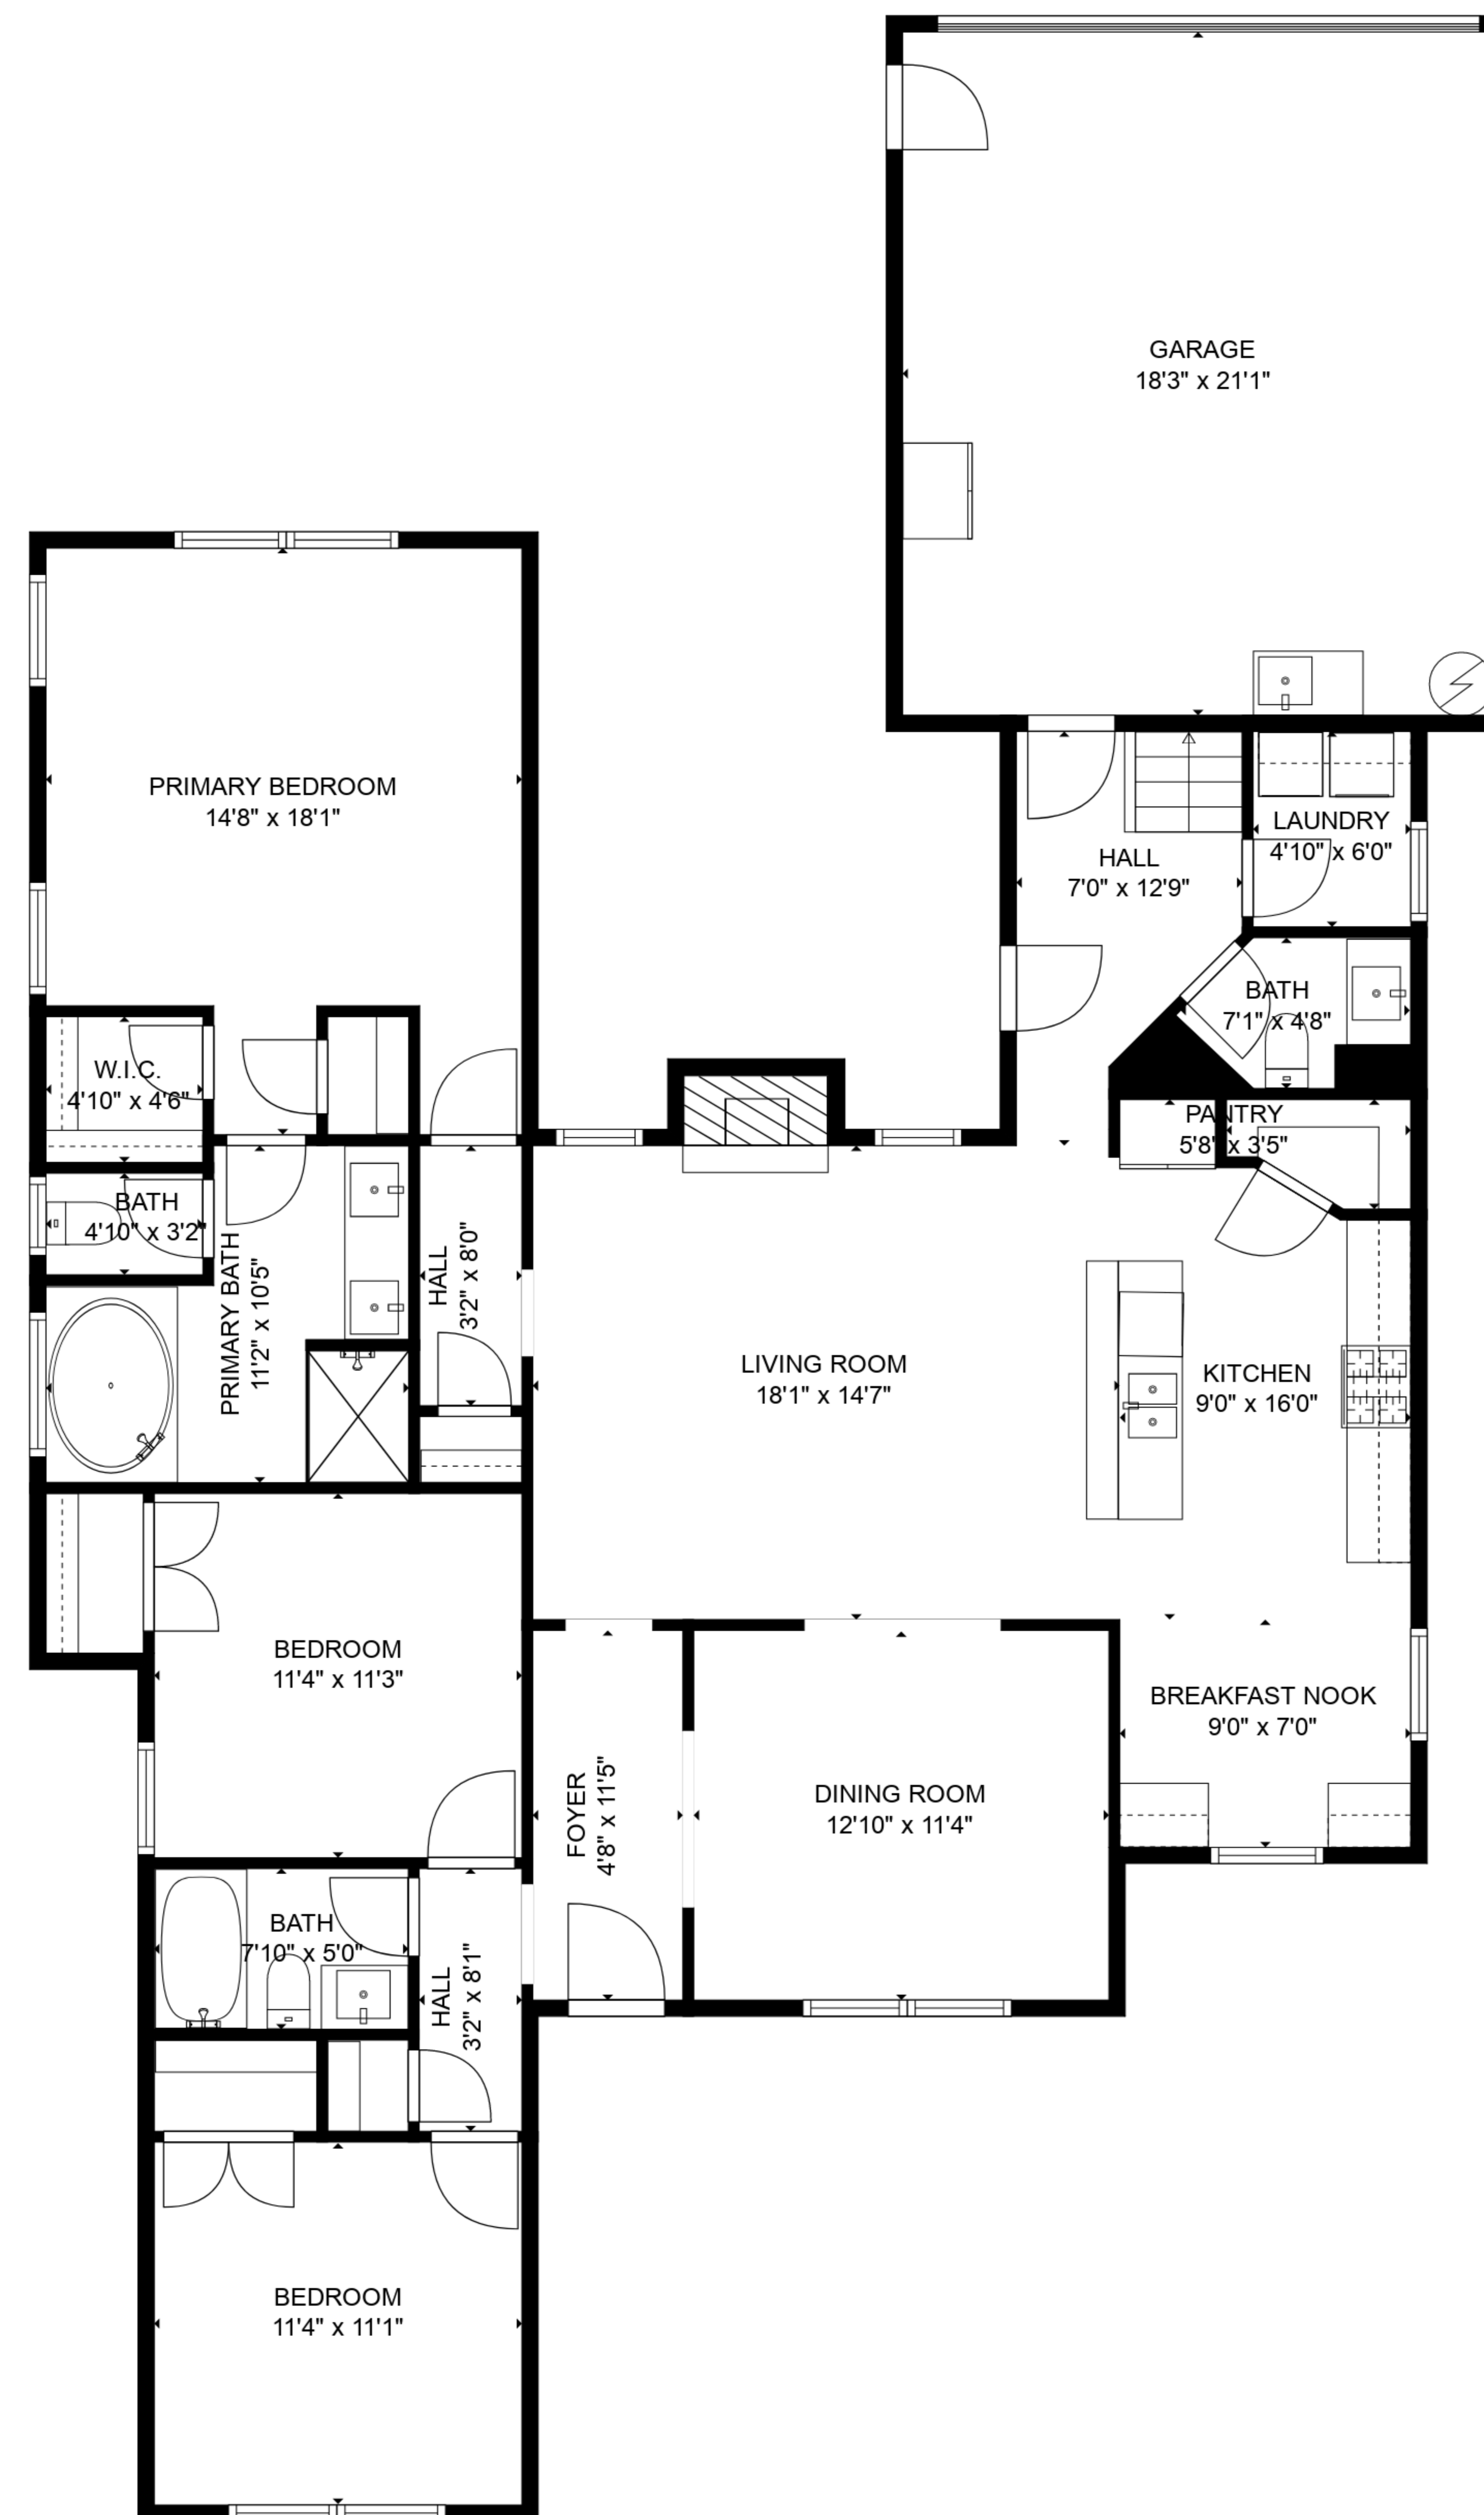 GARAGE
18'3" x 21'1"
PRIMARY BEDROOM
14'8" x 18'1"
LAUNDRY
4'10" x 6'0"
HALL
7'0" x 12'9"
BATH
7'1" x 4'8"
W.I.C.
4'10" x 4'6"
PANTRY
5'8" x 3'5"
BATH
4'10" x 3'2"
PRIMARY BATH
11'2" x 10'5"
HALL
3'2" x 8'0"
LIVING ROOM
18'1" x 14'7"
KITCHEN
9'0" x 16'0"
BEDROOM
11'4" x 11'3"
BREAKFAST NOOK
9'0" x 7'0"
FOYER
4'8" x 11'5"
DINING ROOM
12'10" x 11'4"
BATH
7'10" x 5'0"
HALL
3'2" x 8'1"
BEDROOM
11'4" x 11'1"